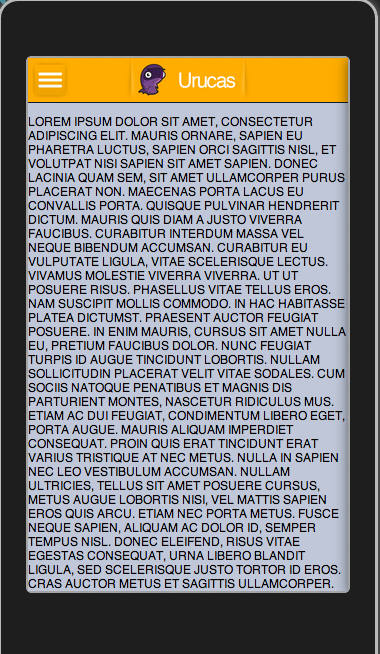 Urucas
LOREM IPSUM DOLOR SIT AMET, CONSECTETUR
ADIPISCING ELIT. MAURIS ORNARE, SAPIEN EU
PHARETRA LUCTUS, SAPIEN ORCI SAGITTIS NISL, ET
VOLUTPAT NISI SAPIEN SIT AMET SAPIEN. DONEC
LACINIA QUAM SEM, SIT AMET ULLAMCORPER PURUS
PLACERAT NON. MAECENAS PORTA LACUS EU
CONVALLIS PORTA. QUISQUE PULVINAR HENDRERIT
DICTUM. MAURIS QUIS DIAM A JUSTO VIVERRA
FAUCIBUS. CURABITUR INTERDUM MASSA VEL
NEQUE BIBENDUM ACCUMSAN. CURABITUR EU
VULPUTATE LIGULA, VITAE SCELERISQUE LECTUS.
VIVAMUS MOLESTIE VIVERRA VIVERRA. UT UT
POSUERE RISUS. PHASELLUS VITAE TELLUS EROS.
NAM SUSCIPIT MOLLIS COMMODO. IN HAC HABITASSE
PLATEA DICTUMST. PRAESENT AUCTOR FEUGIAT
POSUERE. IN ENIM MAURIS, CURSUS SIT AMET NULLA
EU, PRETIUM FAUCIBUS DOLOR. NUNC FEUGIAT
TURPIS ID AUGUE TINCIDUNT LOBORTIS. NULLAM
SOLLICITUDIN PLACERAT VELIT VITAE SODALES. CUM
SOCIIS NATOQUE PENATIBUS ET MAGNIS DIS
PARTURIENT MONTES, NASCETUR RIDICULUS MUS.
ETIAM AC DUI FEUGIAT, CONDIMENTUM LIBERO EGET,
PORTA AUGUE. MAURIS ALIQUAM IMPERDIET
CONSEQUAT. PROIN QUIS ERAT TINCIDUNT ERAT
VARIUS TRISTIQUE AT NEC METUS. NULLA IN SAPIEN
NEC LEO VESTIBULUM ACCUMSAN. NULLAM
ULTRICIES, TELLUS SIT AMET POSUERE CURSUS,
METUS AUGUE LOBORTIS NISI, VEL MATTIS SAPIEN
EROS QUIS ARCU. ETIAM NEC PORTA METUS. FUSCE
NEQUE SAPIEN, ALIQUAM AC DOLOR ID, SEMPER
TEMPUS NISL. DONEC ELEIFEND, RISUS VITAE
EGESTAS CONSEQUAT, URNA LIBERO BLANDIT
LIGULA, SED SCELERISQUE JUSTO TORTOR ID EROS.
CRAS AUCTOR METUS ET SAGITTIS ULLAMCORPER.